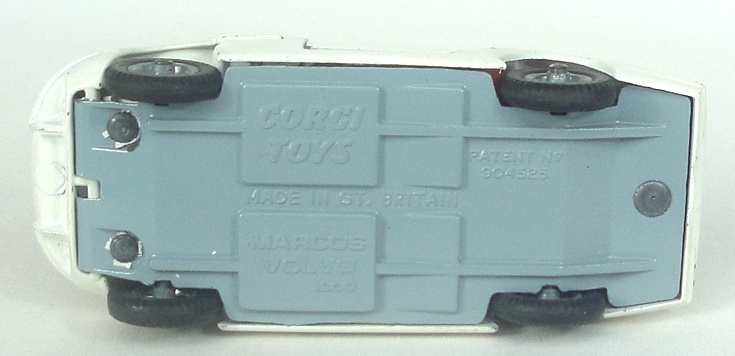 CORGI
TOYS
PATENT No
904525
MADE IN GT. BRITAIN
MARCOS
VOLVO
1800